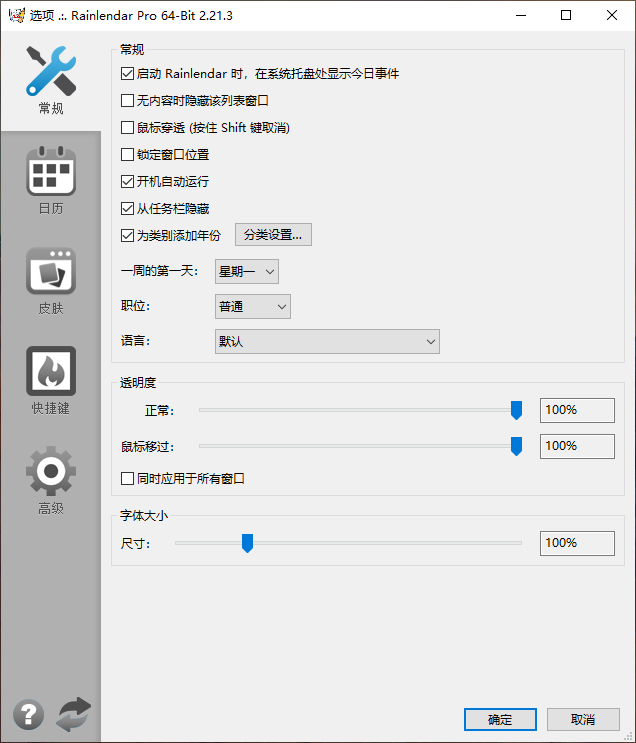 选项 .:. Rainlendar Pro 64-Bit 2.21.3
常规
日历
皮肤
快捷键
高级
常规
启动 Rainlendar 时，在系统托盘处显示今日事件
无内容时隐藏该列表窗口
鼠标穿透 (按住 Shift 键取消)
锁定窗口位置
开机自动运行
从任务栏隐藏
为类别添加年份 分类设置...
一周的第一天: 星期一
职位: 普通
语言: 默认
透明度
正常: 100%
鼠标移过: 100%
同时应用于所有窗口
字体大小
尺寸: 100%
?
确定 取消